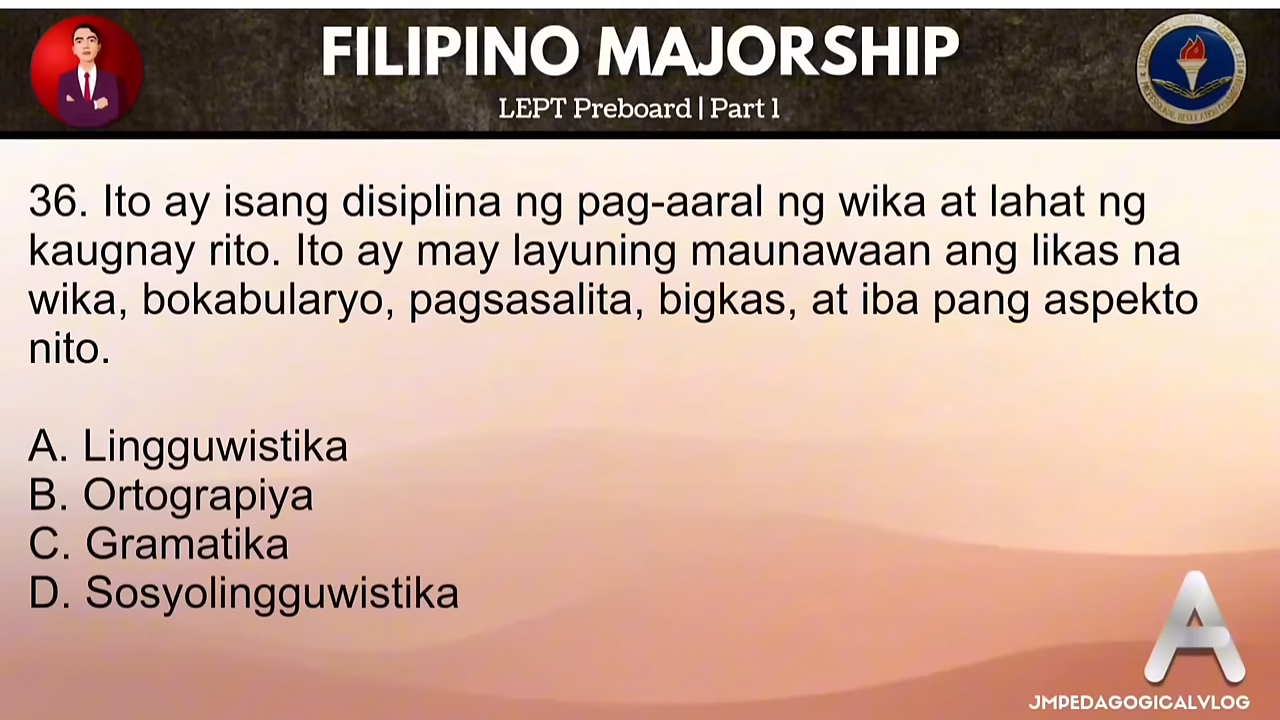 FILIPINO MAJORSHIP
LEPT Preboard | Part 1
36. Ito ay isang disiplina ng pag-aaral ng wika at lahat ng
kaugnay rito. Ito ay may layuning maunawaan ang likas na
wika, bokabularyo, pagsasalita, bigkas, at iba pang aspekto
nito.
A. Lingguwistika
B. Ortograpiya
C. Gramatika
D. Sosyolingguwistika
A
JMPEDAGOGICALVLOG